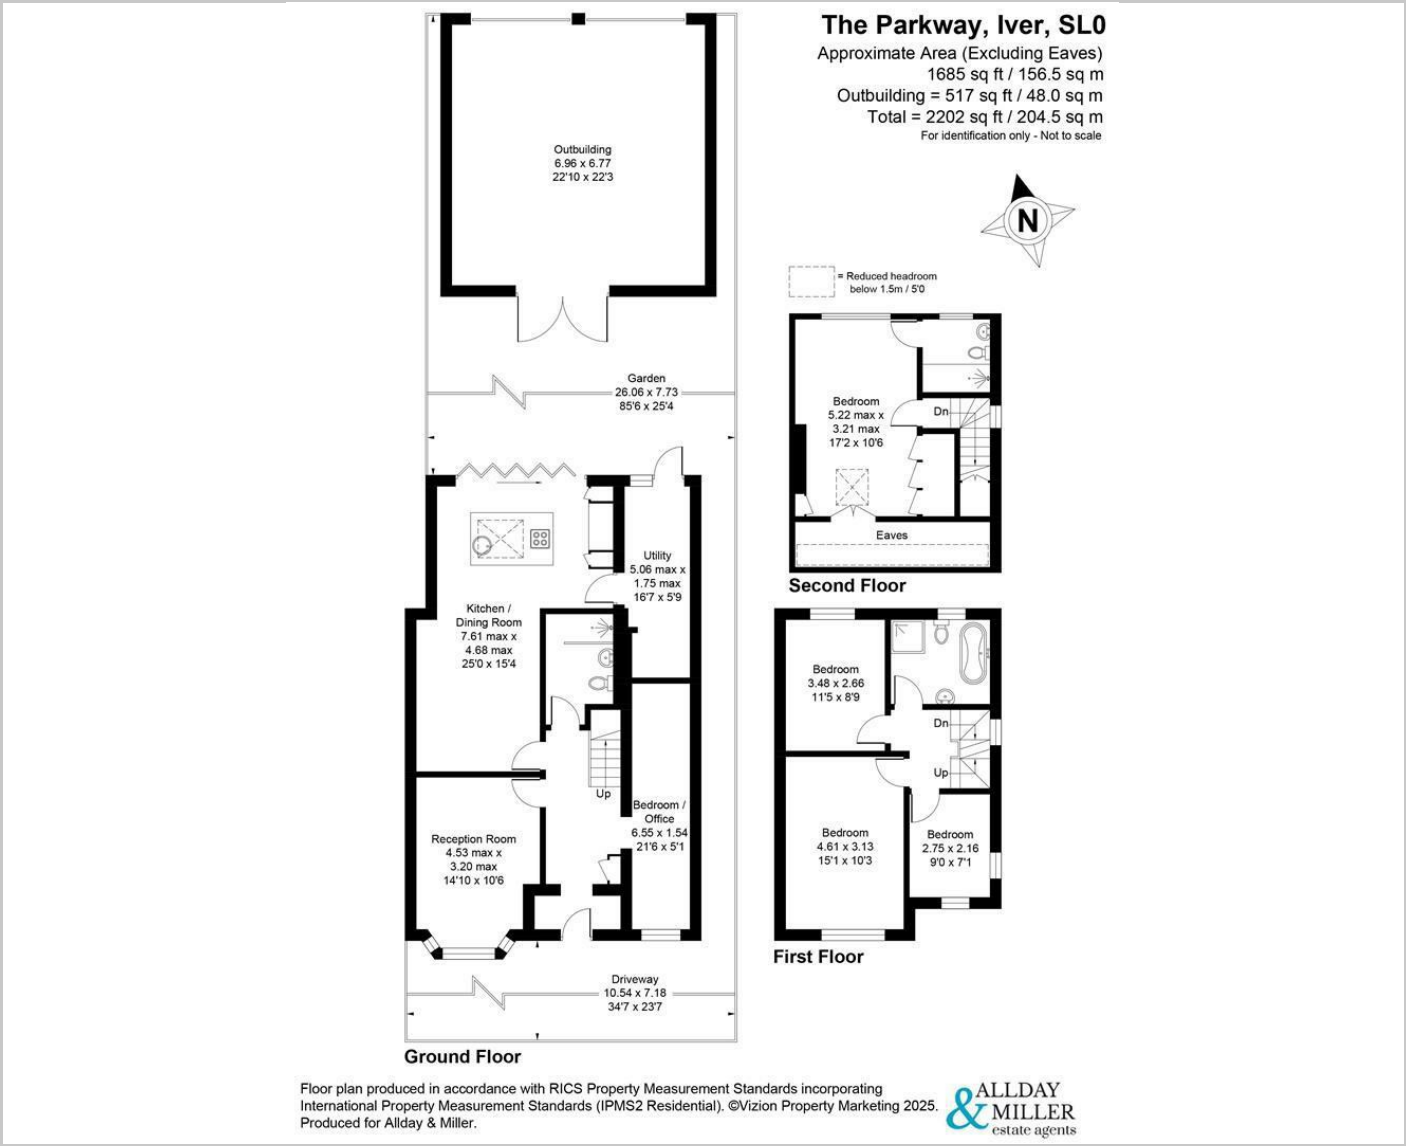 The Parkway, Iver, SL0
Approximate Area (Excluding Eaves)
1685 sq ft / 156.5 sq m
Outbuilding = 517 sq ft / 48.0 sq m
Total = 2202 sq ft / 204.5 sq m
For identification only - Not to scale
N
= Reduced headroom
below 1.5m / 5'0
Outbuilding
6.96 x 6.77
22'10 x 22'3
Garden
26.06 x 7.73
85'6 x 25'4
Utility
5.06 max x
1.75 max
16'7 x 5'9
Kitchen /
Dining Room
7.61 max x
4.68 max
25'0 x 15'4
Up
Bedroom /
Office
6.55 x 1.54
21'6 x 5'1
Reception Room
4.53 max x
3.20 max
14'10 x 10'6
Driveway
10.54 x 7.18
34'7 x 23'7
Ground Floor
Bedroom
5.22 max x
3.21 max
17'2 x 10'6
Dn
Eaves
Second Floor
Bedroom
3.48 x 2.66
11'5 x 8'9
Dn
Up
Bedroom
4.61 x 3.13
15'1 x 10'3
Bedroom
2.75 x 2.16
9'0 x 7'1
First Floor
Floor plan produced in accordance with RICS Property Measurement Standards incorporating
International Property Measurement Standards (IPMS2 Residential). ©Vizion Property Marketing 2025.
Produced for Allday & Miller.
ALLDAY
& MILLER
estate agents